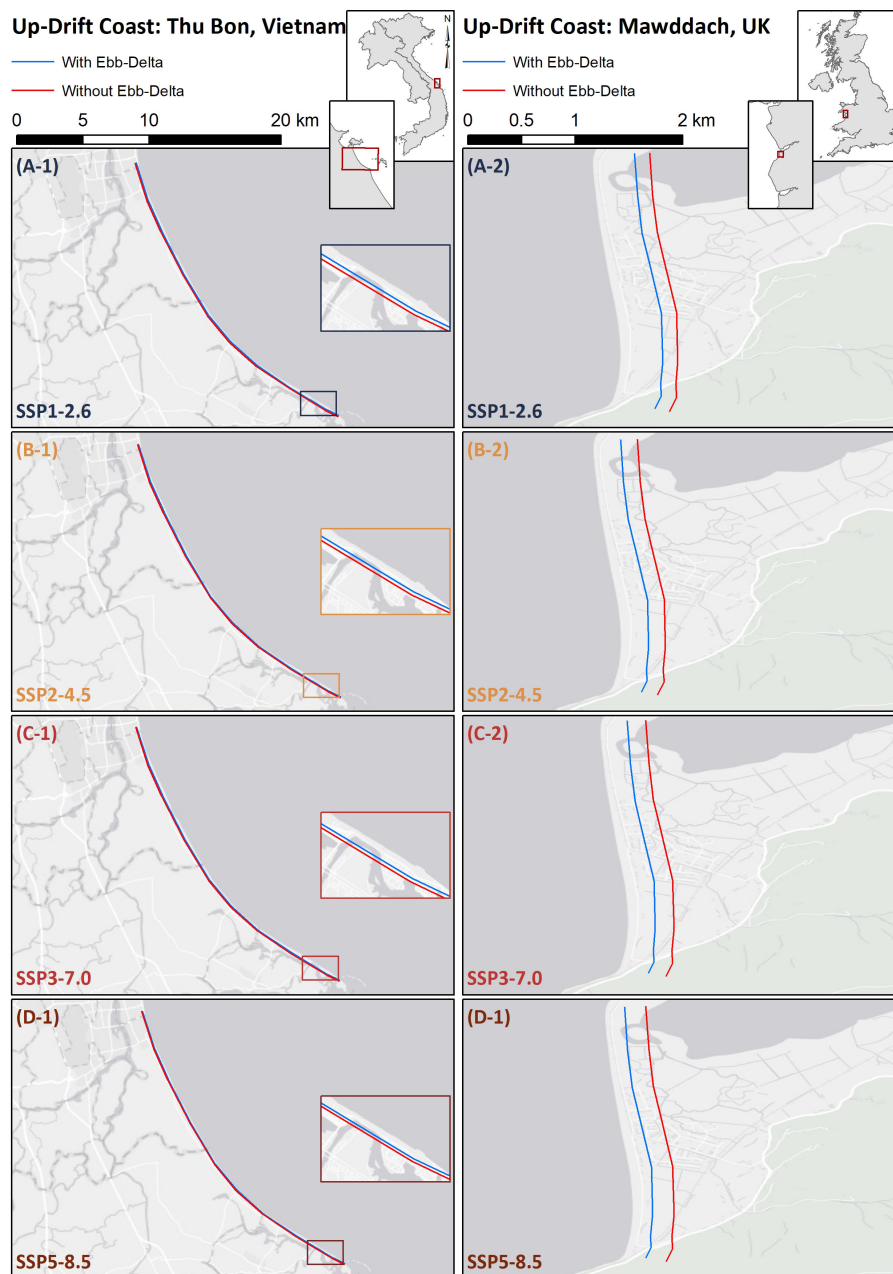 Up-Drift Coast: Thu Bon, Vietnam
With Ebb-Delta
Without Ebb-Delta
0 5 10 20 km
N
Up-Drift Coast: Mawddach, UK
With Ebb-Delta
Without Ebb-Delta
0 0.5 1 2 km
(A-1)
SSP1-2.6
(A-2)
SSP1-2.6
(B-1)
SSP2-4.5
(B-2)
SSP2-4.5
(C-1)
SSP3-7.0
(C-2)
SSP3-7.0
(D-1)
SSP5-8.5
(D-1)
SSP5-8.5